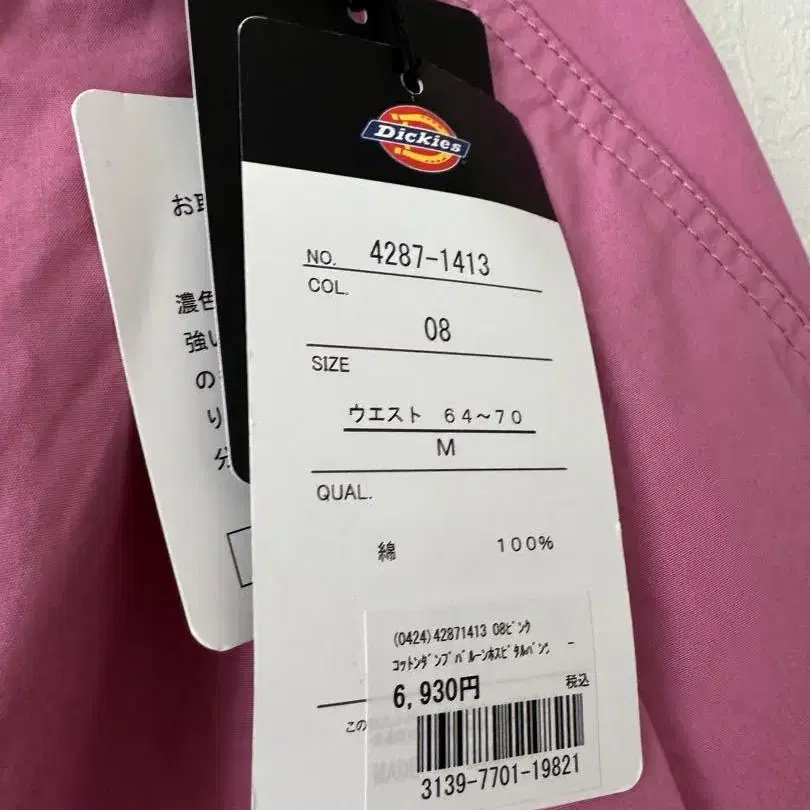 Dickies
NO. 4287-1413
COL.
08
SIZE
ウエスト 64～70
M
QUAL.
綿 100%
(0424)42871413 08ﾋﾟﾝｸ
ｺｯﾄﾝﾀﾞﾝﾌﾟﾊﾞﾙｰﾝﾎｽﾋﾟﾀﾙﾊﾟﾝ
6,930円 税込
3139-7701-19821
この
お取
濃色
強い
の
り
分